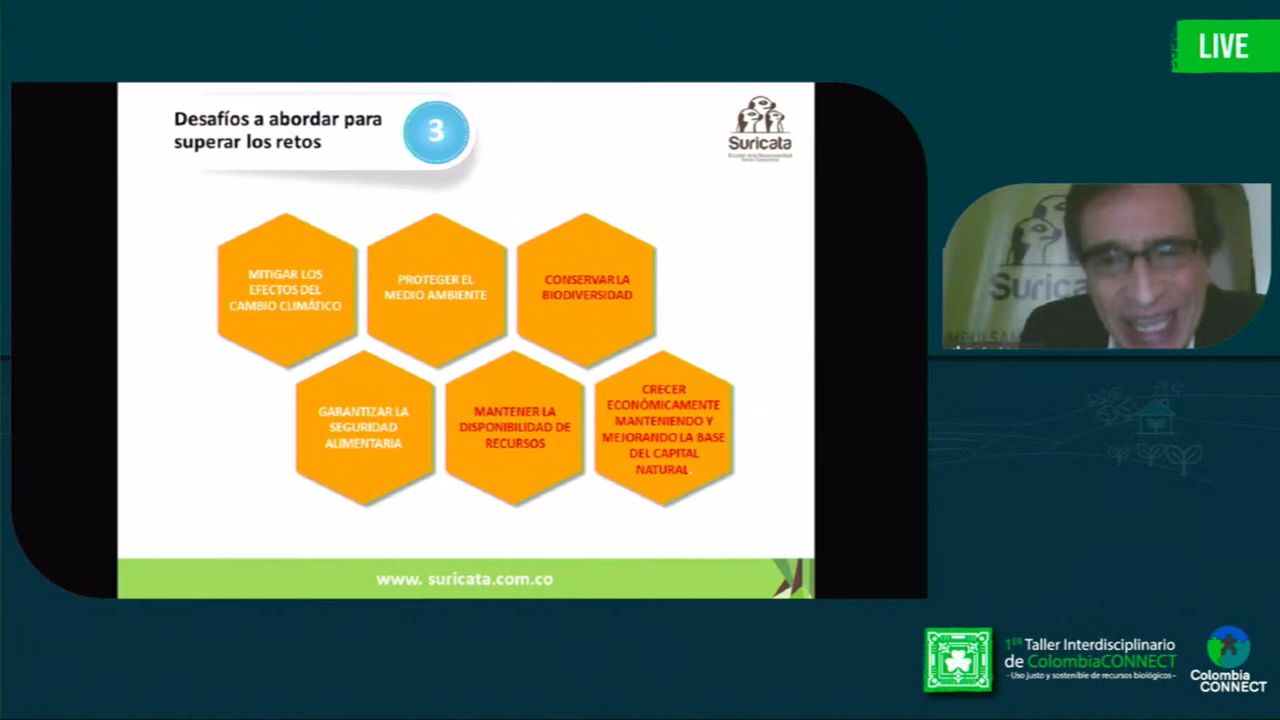 LIVE
Desafíos a abordar para
superar los retos
3
Suricata
MITIGAR LOS
EFECTOS DEL
CAMBIO CLIMÁTICO
PROTEGER EL
MEDIO AMBIENTE
CONSERVAR LA
BIODIVERSIDAD
GARANTIZAR LA
SEGURIDAD
ALIMENTARIA
MANTENER LA
DISPONIBILIDAD DE
RECURSOS
CRECER
ECONÓMICAMENTE
MANTENIENDO Y
MEJORANDO LA BASE
DEL CAPITAL
NATURAL.
www. suricata.com.co
Surica
1ER Taller Interdisciplinario
de ColombiaCONNECT
- Uso justo y sostenible de recursos biológicos -
Colombia
CONNECT